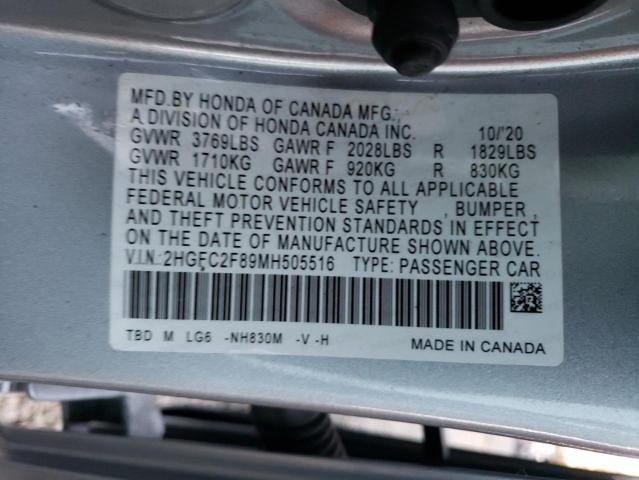 MFD.BY HONDA OF CANADA MFG.,
A DIVISION OF HONDA CANADA INC. 10/'20
GVWR 3769LBS GAWR F 2028LBS R 1829LBS
GVWR 1710KG GAWR F 920KG R 830KG
THIS VEHICLE CONFORMS TO ALL APPLICABLE
FEDERAL MOTOR VEHICLE SAFETY , BUMPER ,
AND THEFT PREVENTION STANDARDS IN EFFECT
ON THE DATE OF MANUFACTURE SHOWN ABOVE.
V.I.N.: 2HGFC2F89MH505516 TYPE: PASSENGER CAR
TBD M LG6 -NH830M -V -H MADE IN CANADA